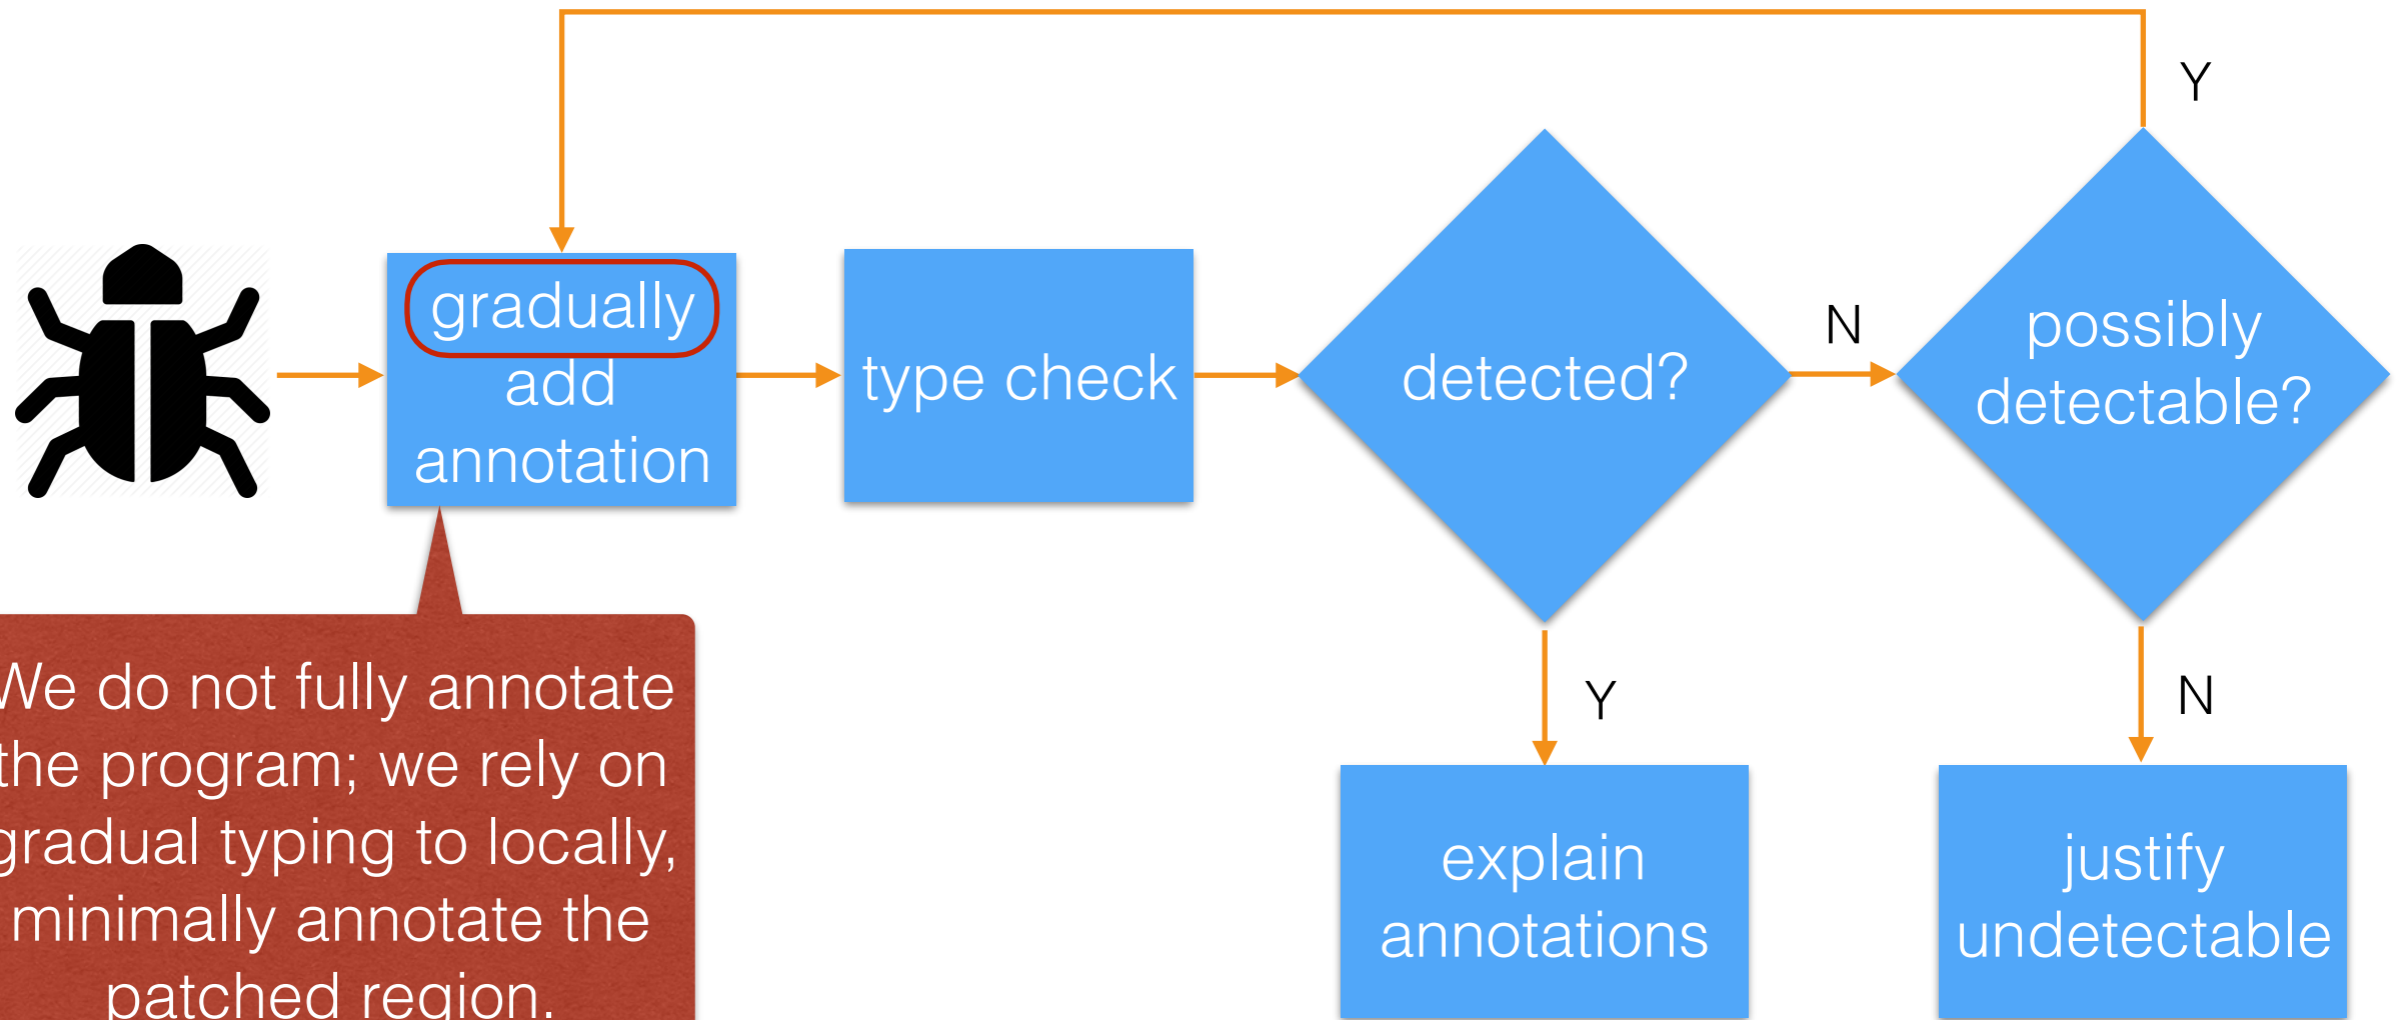 Y
gradually
add
annotation
type check
detected?
N
possibly
detectable?
We do not fully annotate
the program; we rely on
gradual typing to locally,
minimally annotate the
patched region.
Y
N
explain
annotations
justify
undetectable